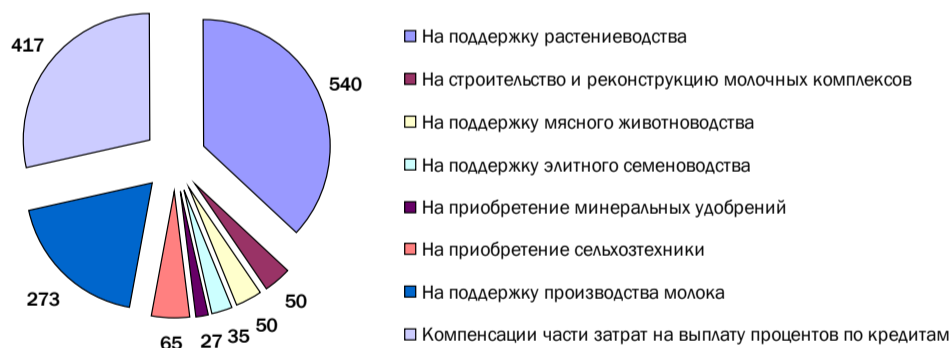 417
540
273
65
27
35
50
50
На поддержку растениеводства
На строительство и реконструкцию молочных комплексов
На поддержку мясного животноводства
На поддержку элитного семеноводства
На приобретение минеральных удобрений
На приобретение сельхозтехники
На поддержку производства молока
Компенсации части затрат на выплату процентов по кредитам